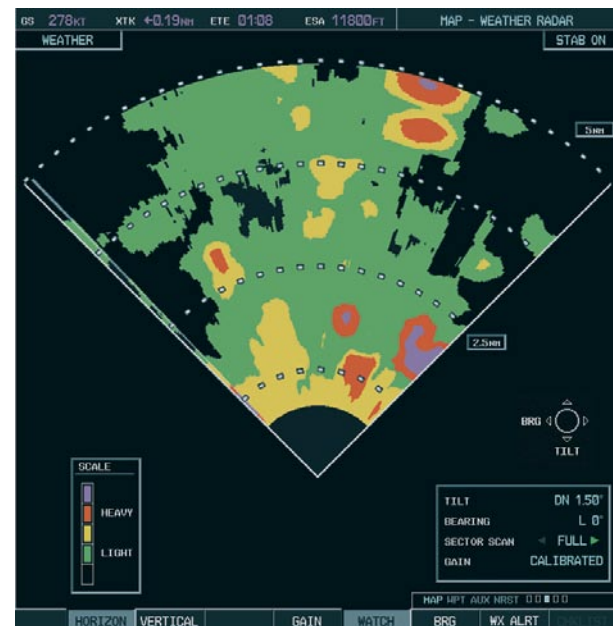 GS 278KT XTK ←0.19NM ETE 01:08 ESA 11800FT MAP - WEATHER RADAR
WEATHER STAB ON
5NM
2.5NM
BRG
TILT
SCALE
HEAVY
LIGHT
TILT DN 1.50°
BEARING L 0°
SECTOR SCAN ◄ FULL ►
GAIN CALIBRATED
MAP WPT AUX NRST
HORIZON VERTICAL GAIN WATCH BRG WX ALRT